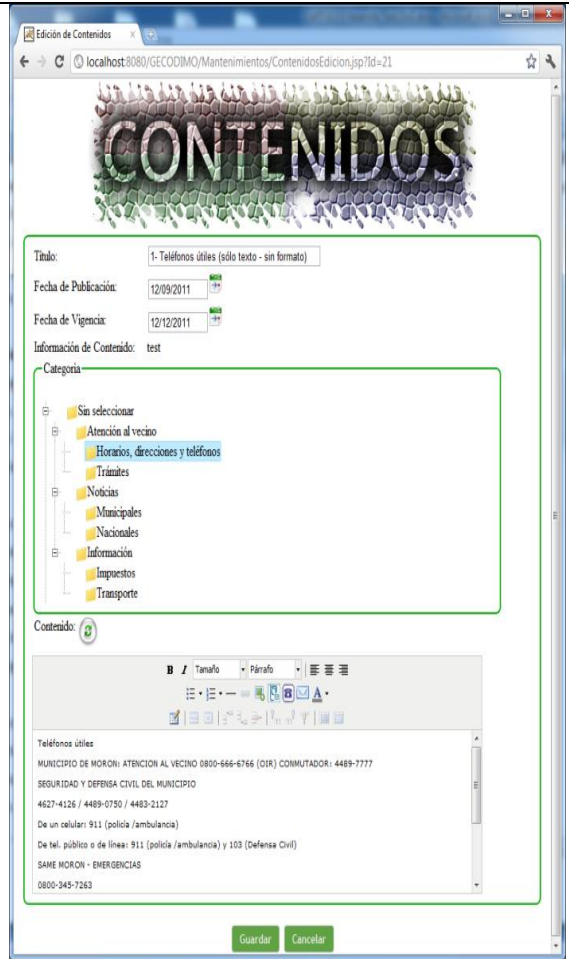 Edición de Contenidos
localhost:8080/GECODIMO/Mantenimientos/ContenidosEdicion.jsp?Id=21
CONTENIDOS
Título: 1- Teléfonos útiles (sólo texto - sin formato)
Fecha de Publicación: 12/09/2011
Fecha de Vigencia: 12/12/2011
Información de Contenido: test
Categoria
Sin seleccionar
Atención al vecino
Horarios, direcciones y teléfonos
Trámites
Noticias
Municipales
Nacionales
Información
Impuestos
Transporte
Contenido:
B I Tamaño Párrafo
A
Teléfonos útiles
MUNICIPIO DE MORON: ATENCION AL VECINO 0800-666-6766 (OIR) CONMUTADOR: 4489-7777
SEGURIDAD Y DEFENSA CIVIL DEL MUNICIPIO
4627-4126 / 4489-0750 / 4483-2127
De un celular: 911 (policía /ambulancia)
De tel. público o de línea: 911 (policía /ambulancia) y 103 (Defensa Civil)
SAME MORON - EMERGENCIAS
0800-345-7263
Guardar Cancelar